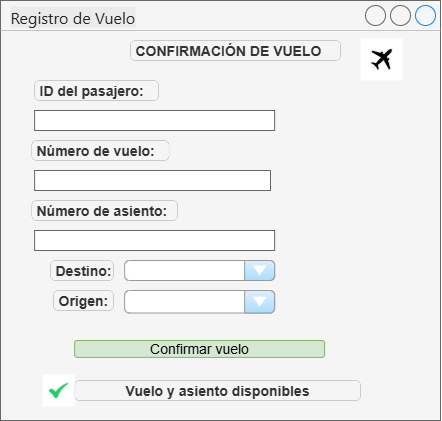 Registro de Vuelo
CONFIRMACIÓN DE VUELO
ID del pasajero:
Número de vuelo:
Número de asiento:
Destino:
Origen:
Confirmar vuelo
Vuelo y asiento disponibles